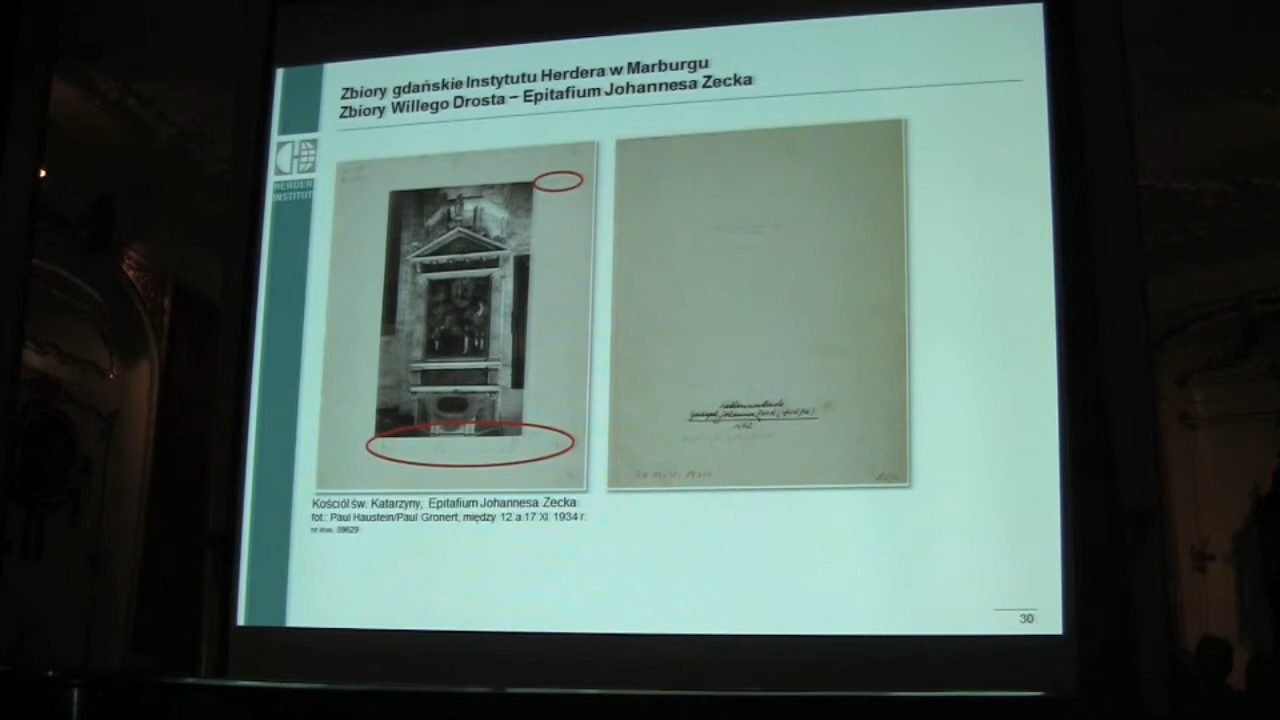 Zbiory gdańskie Instytutu Herdera w Marburgu
Zbiory Willego Drosta – Epitafium Johannesa Zecka
HERDER
INSTITUT
Kościół św. Katarzyny, Epitafium Johannesa Zecka
fot.: Paul Haustein/Paul Gronert, między 12 a 17 XI 1934 r.
nr inw. 89629
30